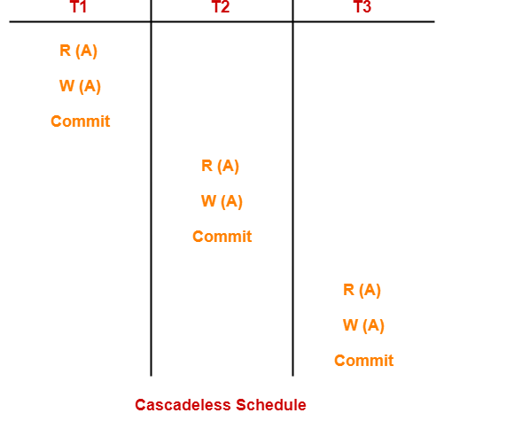 T1 T2 T3
R (A)
W (A)
Commit
R (A)
W (A)
Commit
R (A)
W (A)
Commit
Cascadeless Schedule